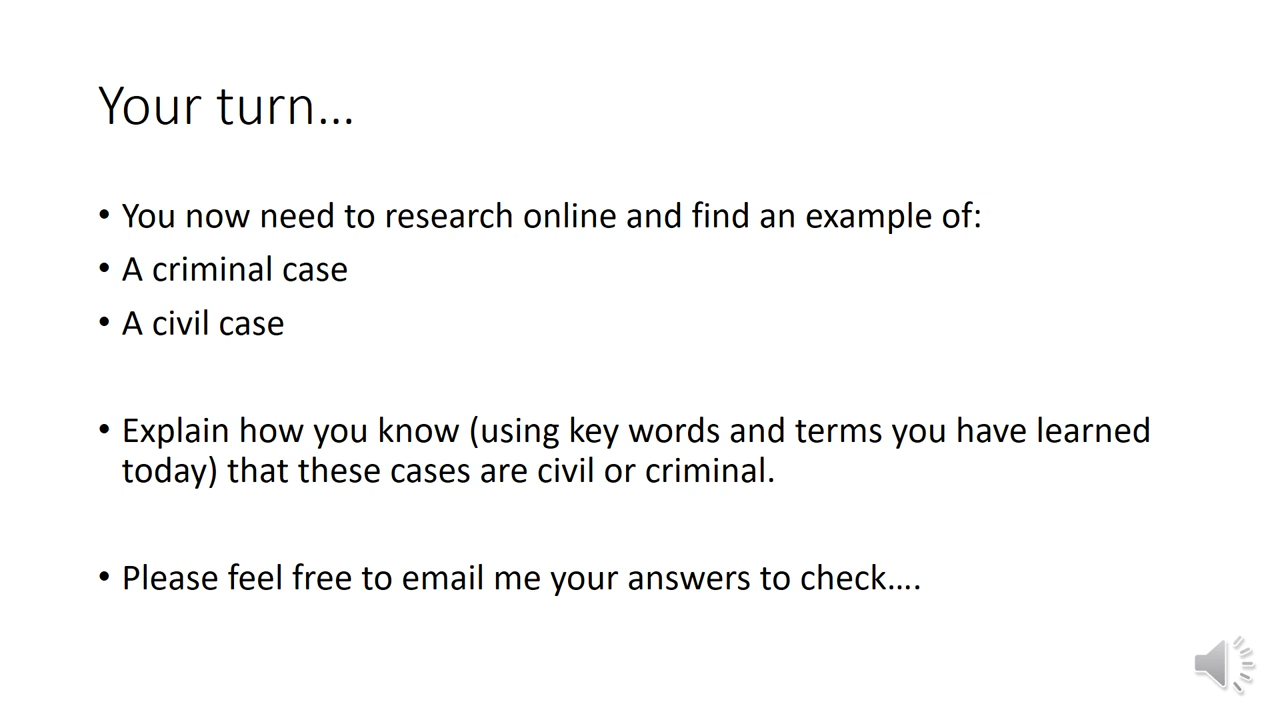 Your turn…
• You now need to research online and find an example of:
• A criminal case
• A civil case
• Explain how you know (using key words and terms you have learned
today) that these cases are civil or criminal.
• Please feel free to email me your answers to check….